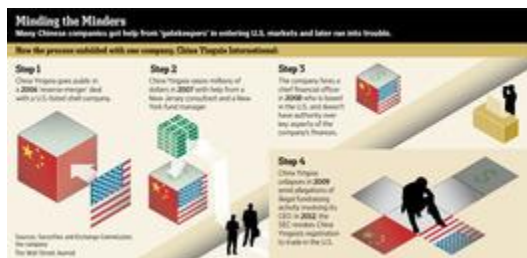 Minding the Minders
Many Chinese companies got help from 'gatekeepers' in entering U.S. markets and later ran into trouble.
How the process unfolded with one company, China Yingxin International:
Step 1
China Yingxin goes public in
a 2006 'reverse-merger' deal
with a U.S.-listed shell company.
Step 2
China Yingxin raises millions of
dollars in 2007 with help from a
New Jersey consultant and a New
York fund manager.
Step 3
The company hires a
chief financial officer
in 2008 who is based
in the U.S. and doesn't
have authority over
key aspects of the
company's finances.
Step 4
China Yingxin
collapses in 2009
amid allegations of
illegal fundraising
activity involving its
CEO. In 2012, the
SEC revokes China
Yingxin's registration
to trade in the U.S.
Sources: Securities and Exchange Commission;
the company
The Wall Street Journal